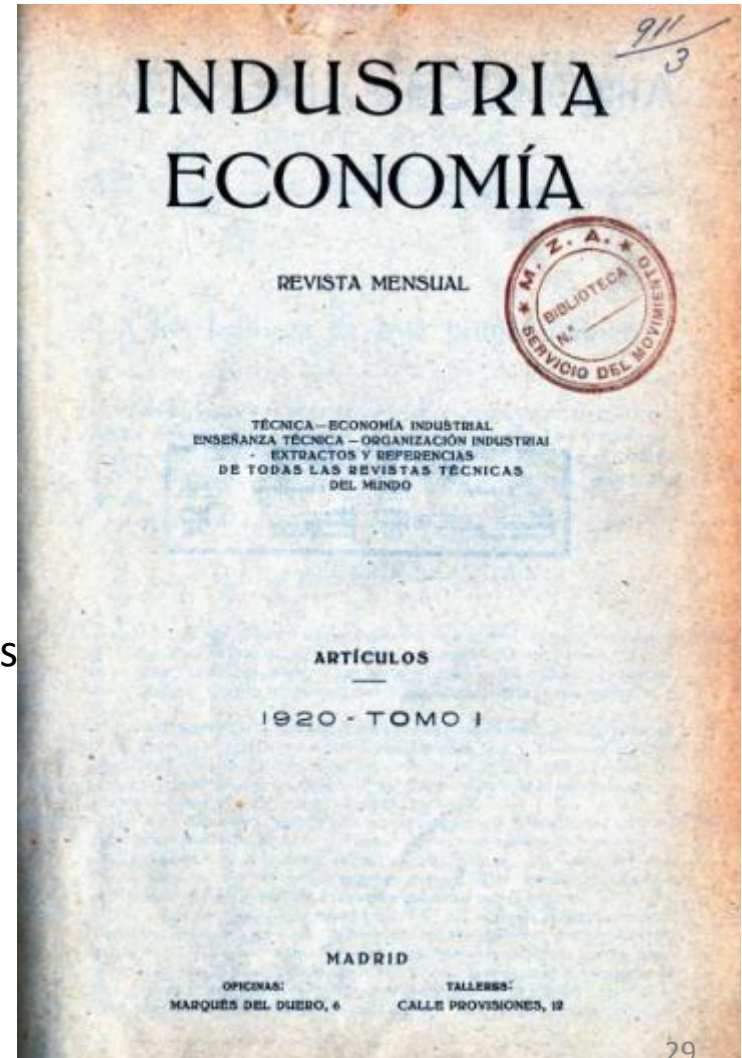 911/3
INDUSTRIA
ECONOMÍA
REVISTA MENSUAL
* M. Z. A. *
SERVICIO DEL MOVIMIENTO
BIBLIOTECA
N.º
TÉCNICA — ECONOMÍA INDUSTRIAL
ENSEÑANZA TÉCNICA — ORGANIZACIÓN INDUSTRIAL
- EXTRACTOS Y REFERENCIAS
DE TODAS LAS REVISTAS TÉCNICAS
DEL MUNDO
s
ARTÍCULOS
1920 - TOMO I
MADRID
OFICINAS: TALLERES:
MARQUÉS DEL DUERO, 6 CALLE PROVISIONES, 12
29